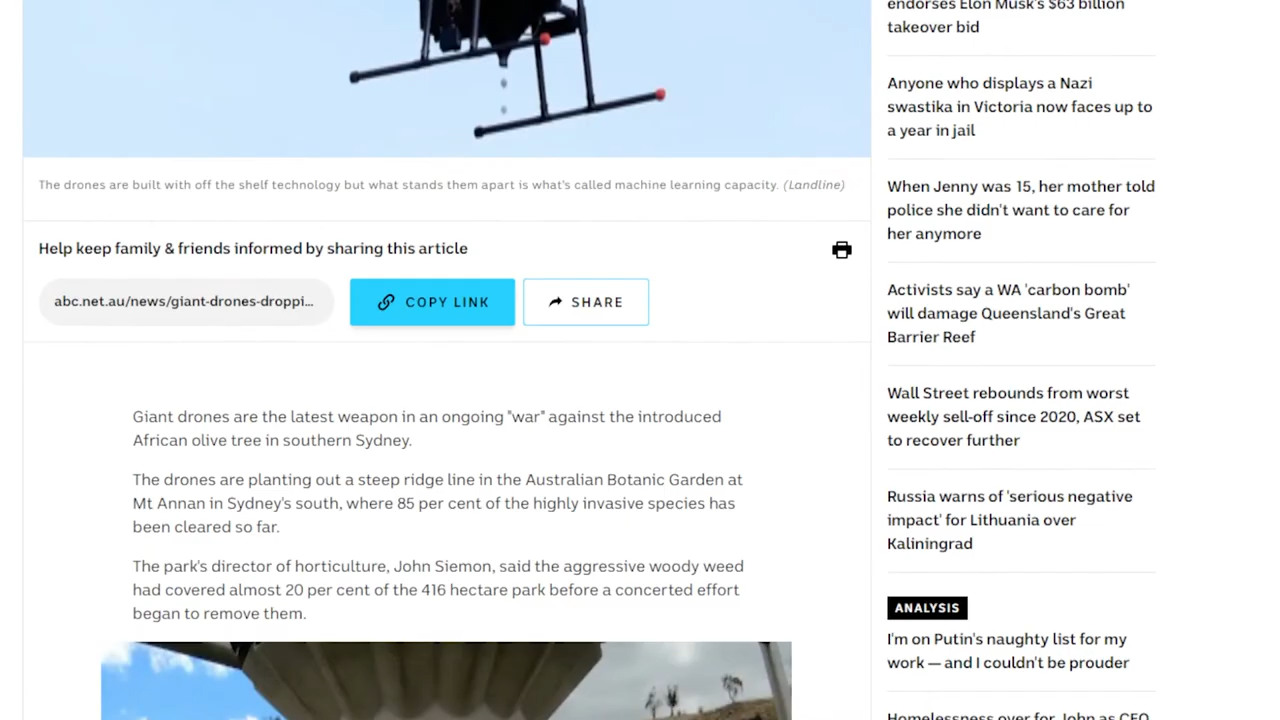 The drones are built with off the shelf technology but what stands them apart is what's called machine learning capacity. (Landline)
Help keep family & friends informed by sharing this article
abc.net.au/news/giant-drones-droppi...
COPY LINK
SHARE
Giant drones are the latest weapon in an ongoing "war" against the introduced
African olive tree in southern Sydney.
The drones are planting out a steep ridge line in the Australian Botanic Garden at
Mt Annan in Sydney's south, where 85 per cent of the highly invasive species has
been cleared so far.
The park's director of horticulture, John Siemon, said the aggressive woody weed
had covered almost 20 per cent of the 416 hectare park before a concerted effort
began to remove them.
endorses Elon Musk's $63 billion
takeover bid
Anyone who displays a Nazi
swastika in Victoria now faces up to
a year in jail
When Jenny was 15, her mother told
police she didn't want to care for
her anymore
Activists say a WA 'carbon bomb'
will damage Queensland's Great
Barrier Reef
Wall Street rebounds from worst
weekly sell-off since 2020, ASX set
to recover further
Russia warns of 'serious negative
impact' for Lithuania over
Kaliningrad
ANALYSIS
I'm on Putin's naughty list for my
work — and I couldn't be prouder
Homelessness over for John as CEO